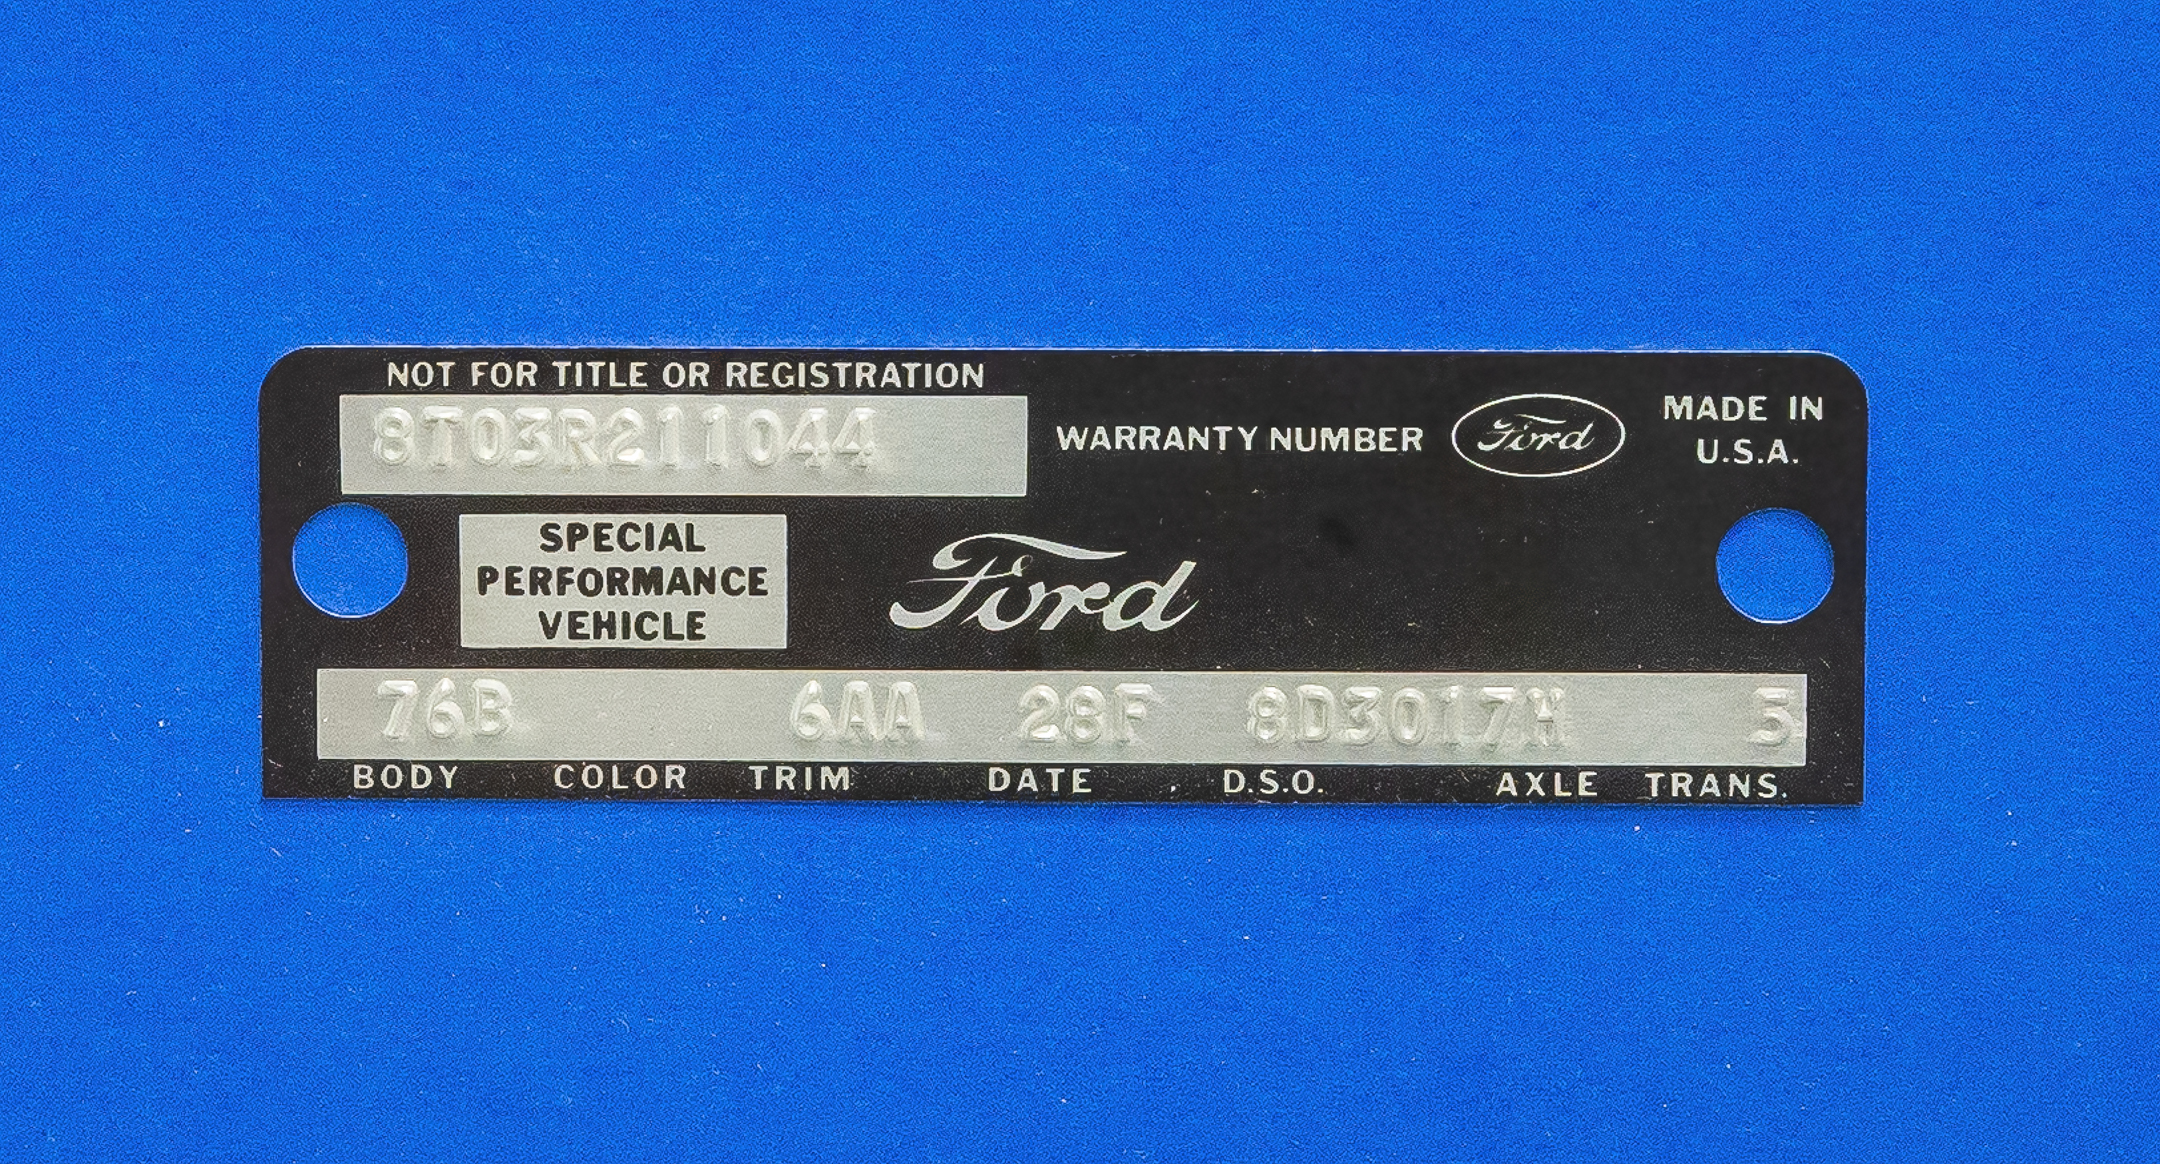 NOT FOR TITLE OR REGISTRATION
8T03R211044
WARRANTY NUMBER Ford MADE IN
U.S.A.
SPECIAL
PERFORMANCE
VEHICLE
Ford
76B 6AA 28F 8D3017H 5
BODY COLOR TRIM DATE D.S.O. AXLE TRANS.